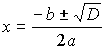 x = (−b ± √D) / 2a